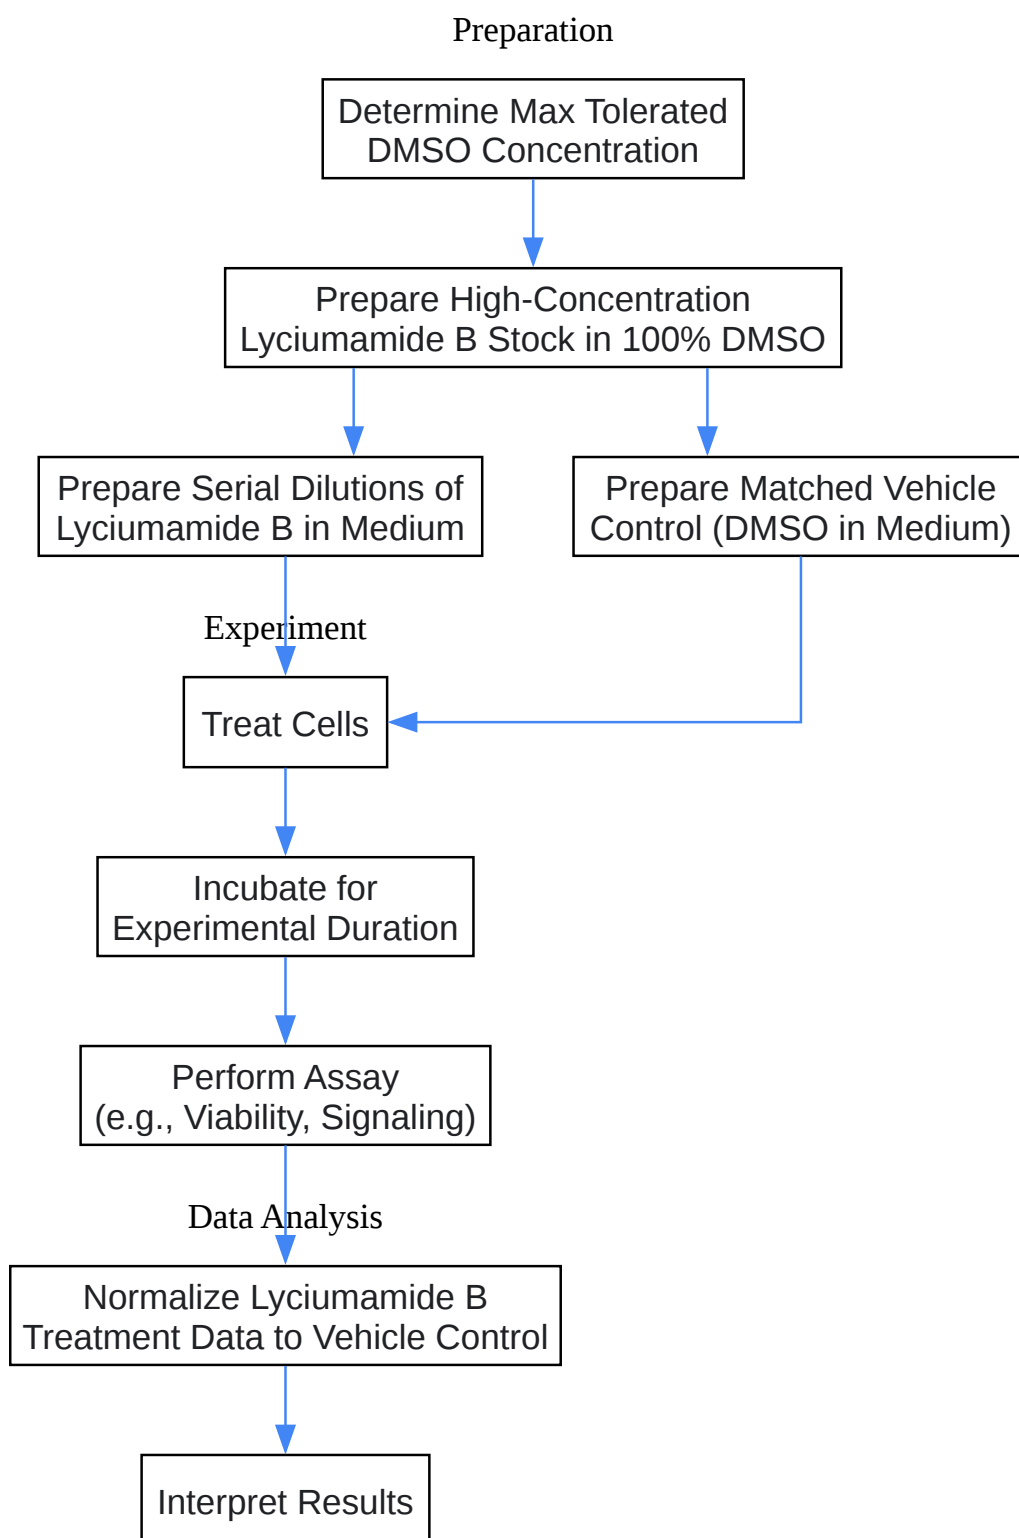 Preparation
Determine Max Tolerated
DMSO Concentration
Prepare High-Concentration
Lyciumamide B Stock in 100% DMSO
Prepare Serial Dilutions of
Lyciumamide B in Medium
Prepare Matched Vehicle
Control (DMSO in Medium)
Experiment
Treat Cells
Incubate for
Experimental Duration
Perform Assay
(e.g., Viability, Signaling)
Data Analysis
Normalize Lyciumamide B
Treatment Data to Vehicle Control
Interpret Results